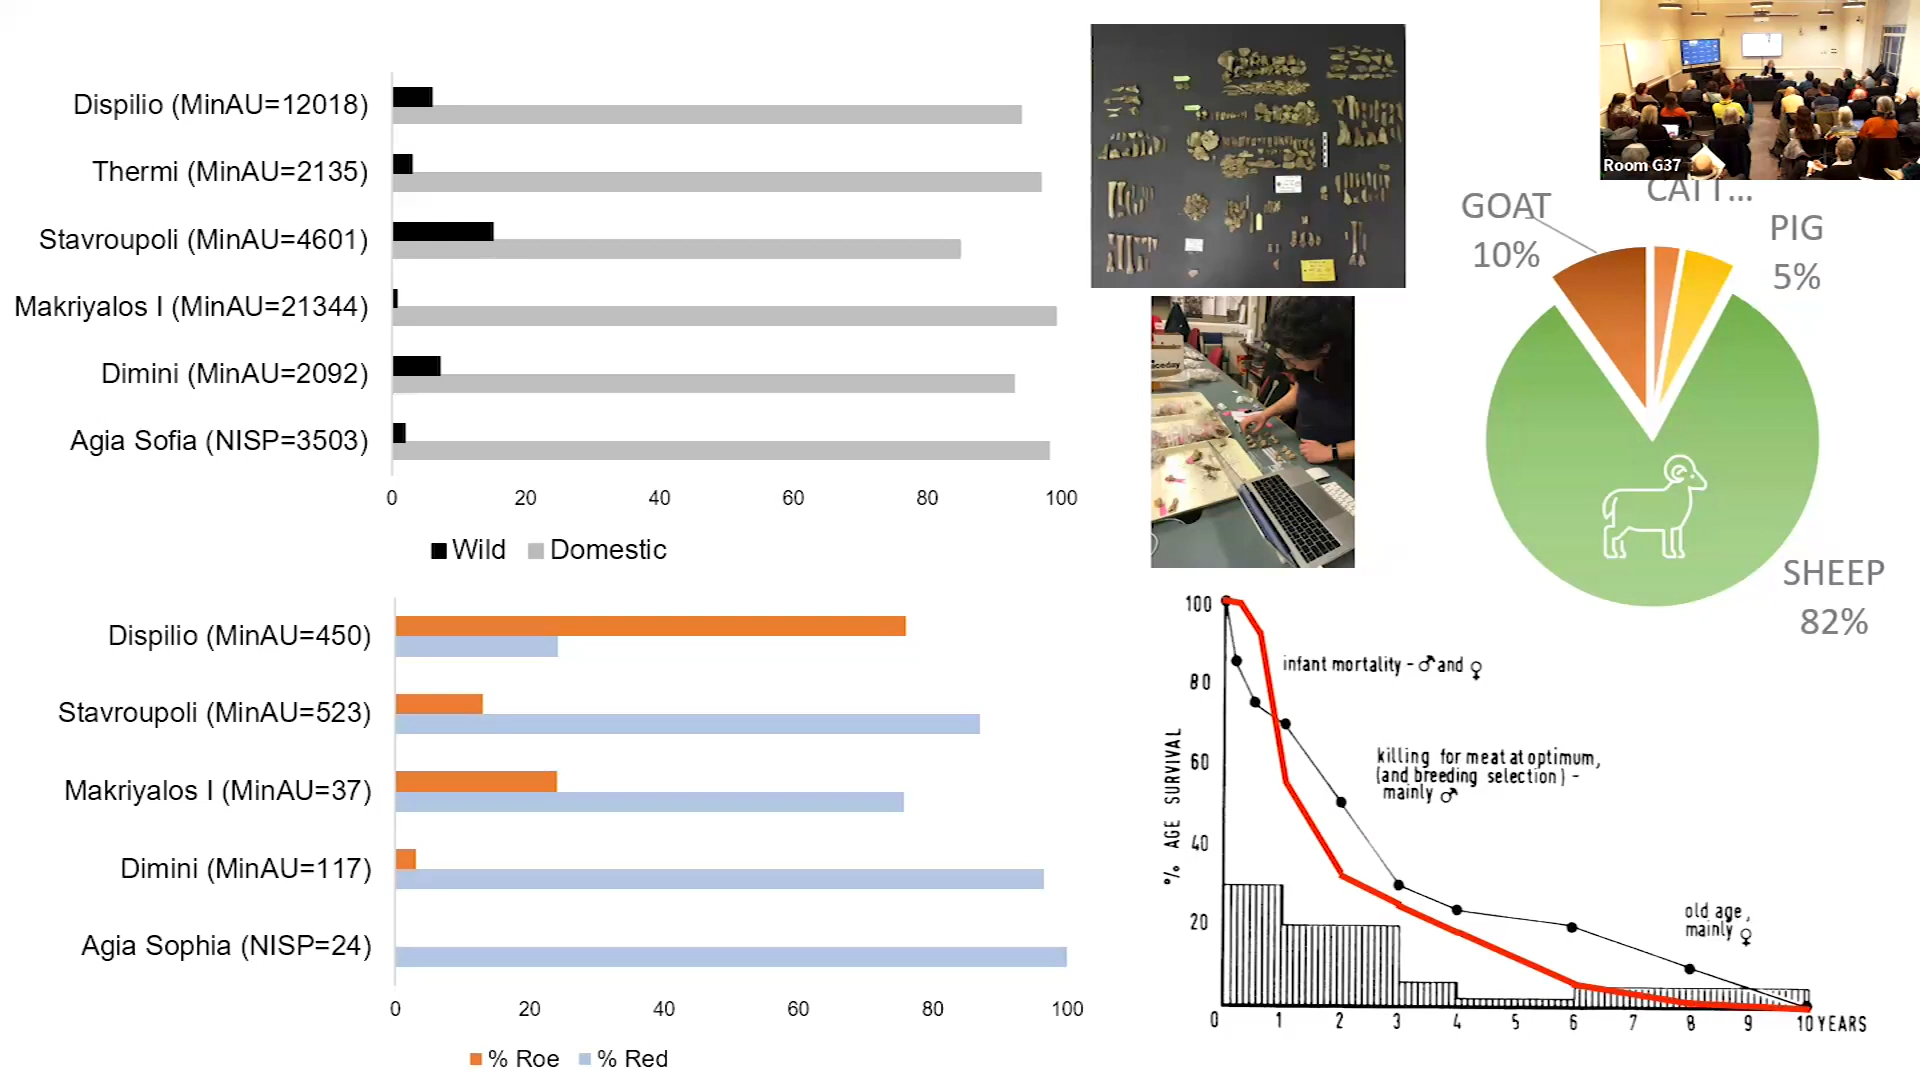 Dispilio (MinAU=12018)
Thermi (MinAU=2135)
Stavroupoli (MinAU=4601)
Makriyalos I (MinAU=21344)
Dimini (MinAU=2092)
Agia Sofia (NISP=3503)
0 20 40 60 80 100
Wild Domestic
Dispilio (MinAU=450)
Stavroupoli (MinAU=523)
Makriyalos I (MinAU=37)
Dimini (MinAU=117)
Agia Sophia (NISP=24)
0 20 40 60 80 100
% Roe % Red
Room G37
GOAT
10%
CATT...
PIG
5%
SHEEP
82%
100
80
60
40
20
% AGE SURVIVAL
infant mortality - ♂ and ♀
killing for meat at optimum,
(and breeding selection) -
mainly ♂
old age,
mainly ♀
0 1 2 3 4 5 6 7 8 9 10 YEARS